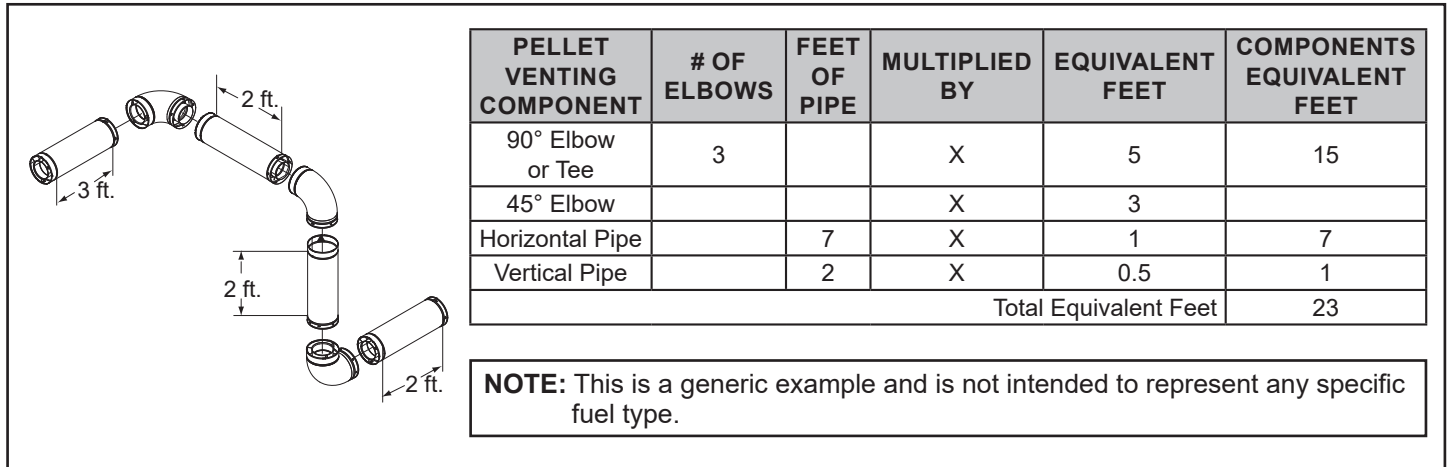 2 ft.
3 ft.
2 ft.
2 ft.
PELLET VENTING COMPONENT # OF ELBOWS FEET OF PIPE MULTIPLIED BY EQUIVALENT FEET COMPONENTS EQUIVALENT FEET
90° Elbow or Tee 3 X 5 15
45° Elbow X 3
Horizontal Pipe 7 X 1 7
Vertical Pipe 2 X 0.5 1
Total Equivalent Feet 23
NOTE: This is a generic example and is not intended to represent any specific
fuel type.